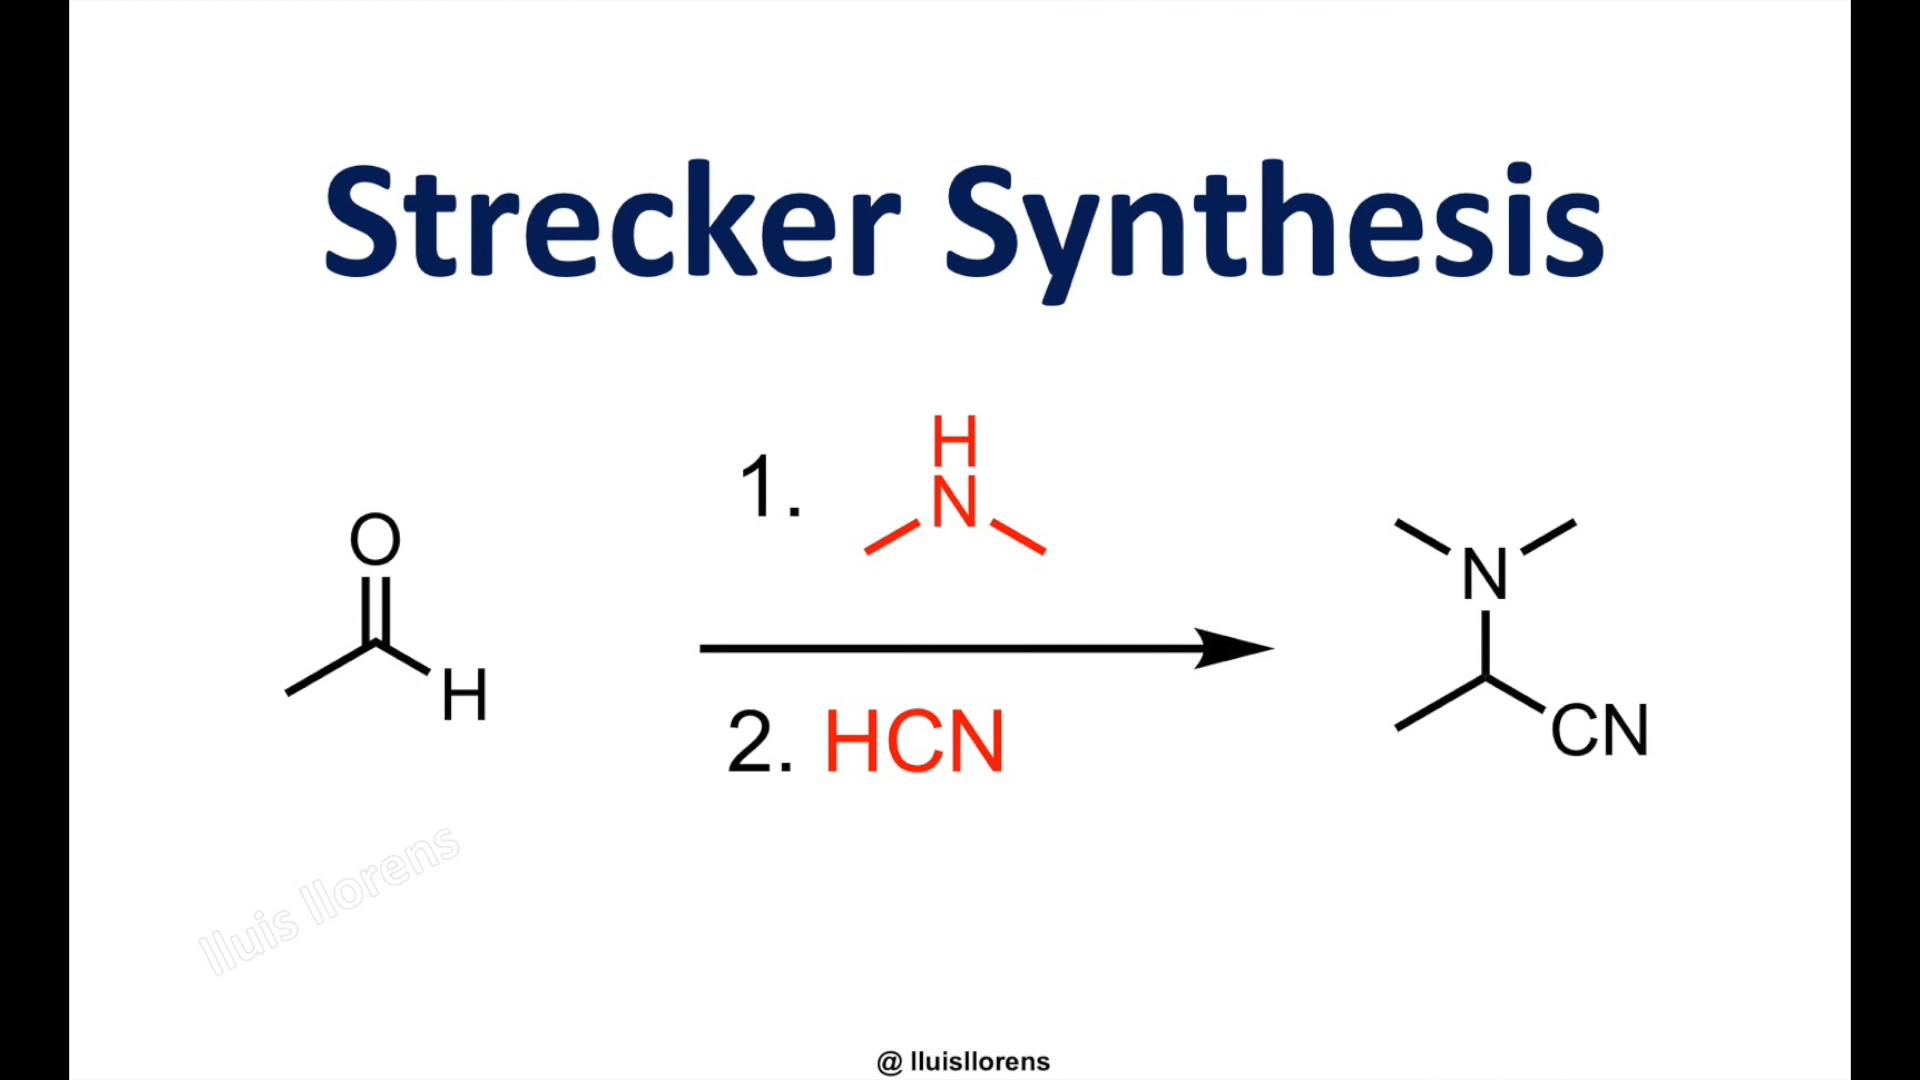 Strecker Synthesis
H
1. N
O
N
H
CN
2. HCN
lluis llorens
@ lluisllorens